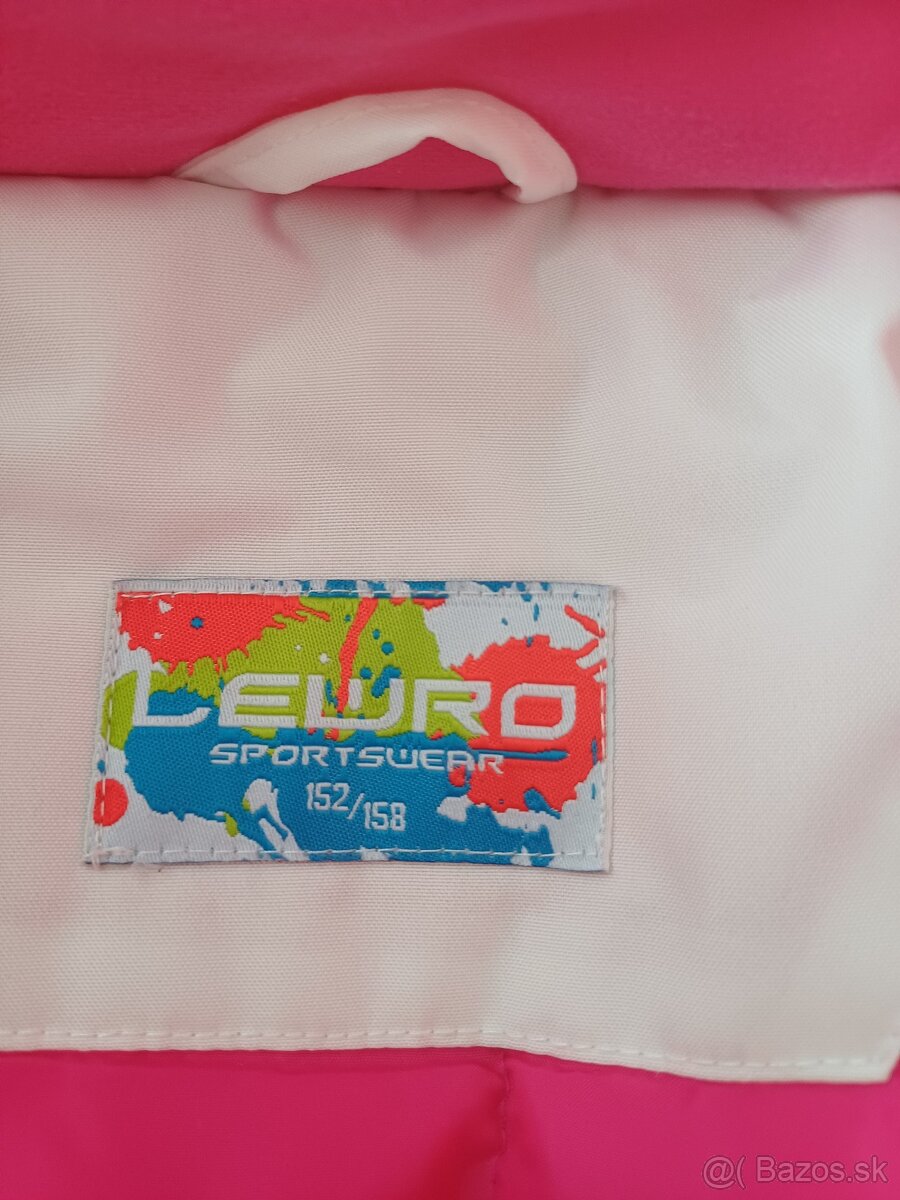 LEWRO
SPORTSWEAR
152/158
@( Bazos.sk